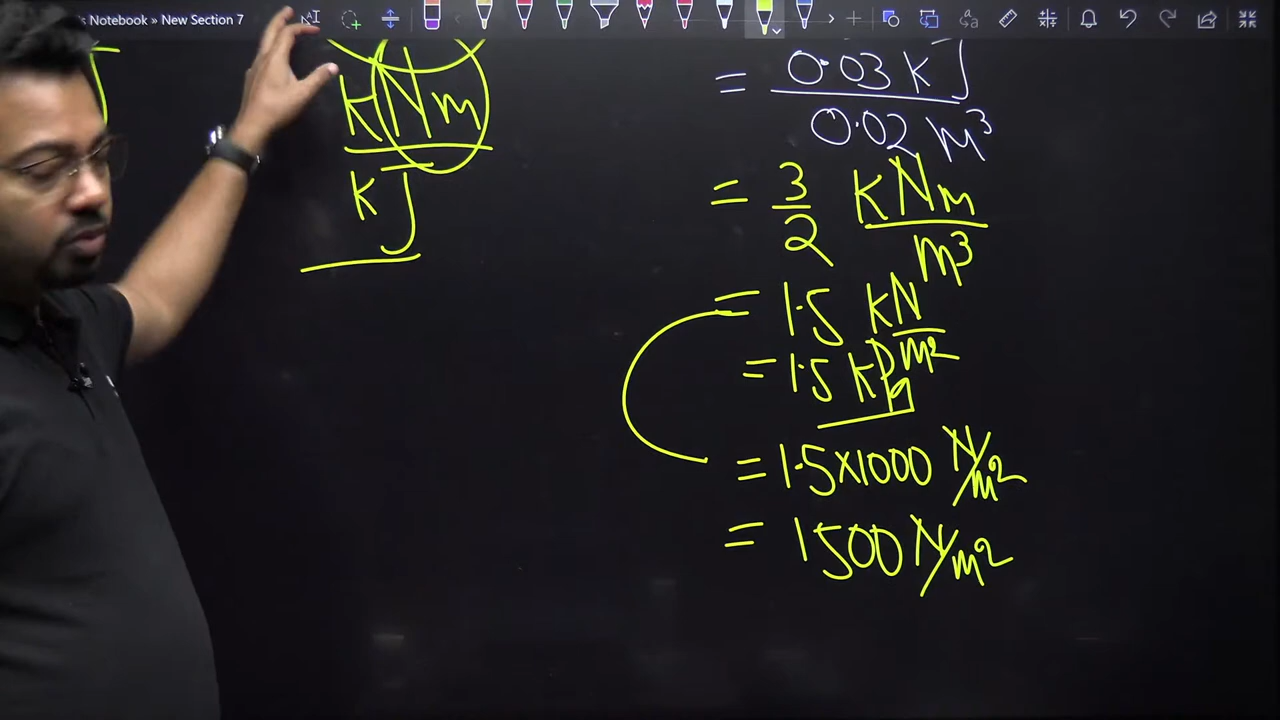 's Notebook » New Section 7
kNm
kJ
= 0.03 kJ
0.02 m³
= 3/2 kNm/m³
= 1.5 kN/m²
= 1.5 kPa
= 1.5×1000 N/m²
= 1500 N/m²